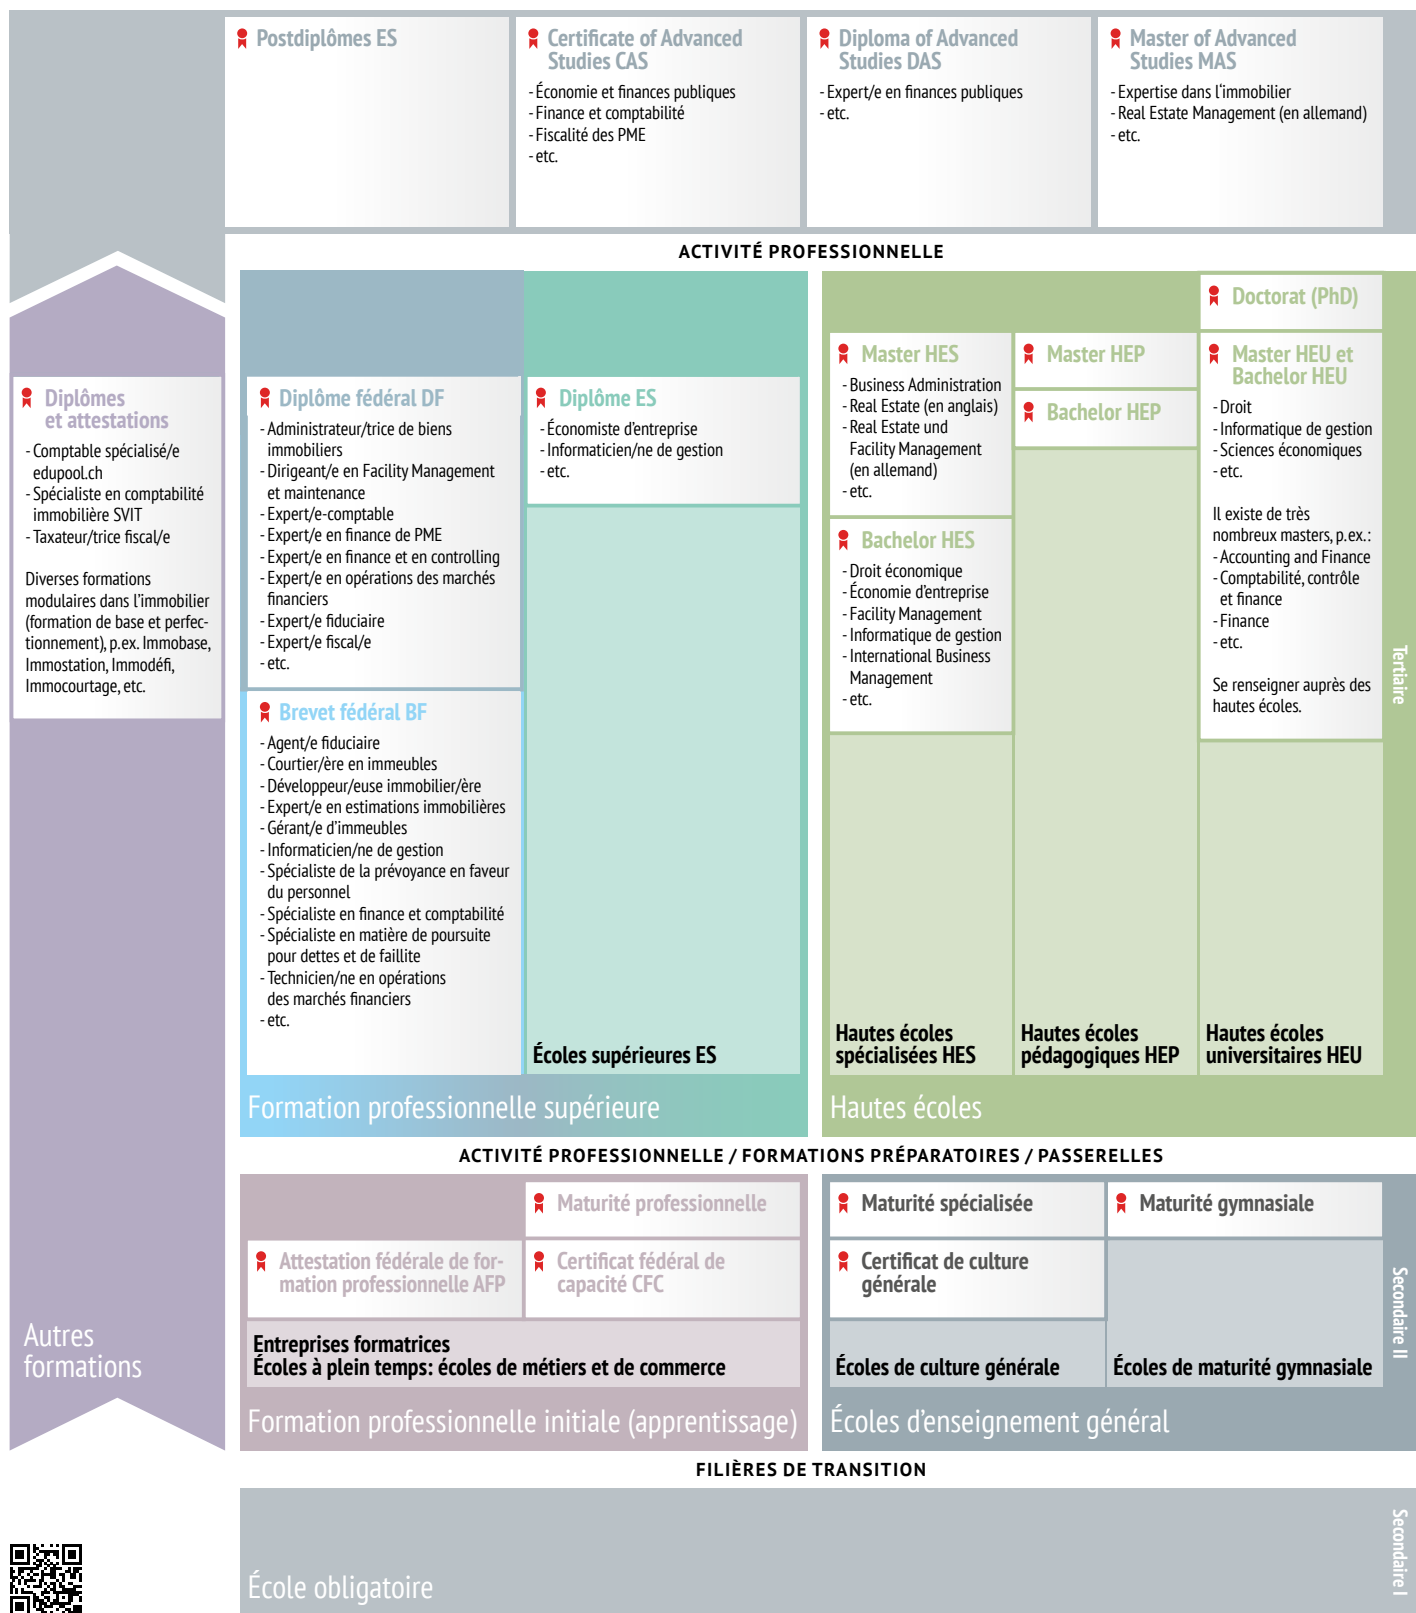 Postdiplômes ES
Certificate of Advanced
Studies CAS
- Économie et finances publiques
- Finance et comptabilité
- Fiscalité des PME
- etc.
Diploma of Advanced
Studies DAS
- Expert/e en finances publiques
- etc.
Master of Advanced
Studies MAS
- Expertise dans l'immobilier
- Real Estate Management (en allemand)
- etc.
ACTIVITÉ PROFESSIONNELLE
Diplômes
et attestations
- Comptable spécialisé/e
edupool.ch
- Spécialiste en comptabilité
immobilière SVIT
- Taxateur/trice fiscal/e
Diverses formations
modulaires dans l'immobilier
(formation de base et perfec-
tionnement), p.ex. Immobase,
Immostation, Immodéfi,
Immocourtage, etc.
Autres
formations
Diplôme fédéral DF
- Administrateur/trice de biens
immobiliers
- Dirigeant/e en Facility Management
et maintenance
- Expert/e-comptable
- Expert/e en finance de PME
- Expert/e en finance et en controlling
- Expert/e en opérations des marchés
financiers
- Expert/e fiduciaire
- Expert/e fiscal/e
- etc.
Brevet fédéral BF
- Agent/e fiduciaire
- Courtier/ère en immeubles
- Développeur/euse immobilier/ère
- Expert/e en estimations immobilières
- Gérant/e d'immeubles
- Informaticien/ne de gestion
- Spécialiste de la prévoyance en faveur
du personnel
- Spécialiste en finance et comptabilité
- Spécialiste en matière de poursuite
pour dettes et de faillite
- Technicien/ne en opérations
des marchés financiers
- etc.
Diplôme ES
- Économiste d'entreprise
- Informaticien/ne de gestion
- etc.
Écoles supérieures ES
Formation professionnelle supérieure
Master HES
- Business Administration
- Real Estate (en anglais)
- Real Estate und
Facility Management
(en allemand)
- etc.
Bachelor HES
- Droit économique
- Économie d'entreprise
- Facility Management
- Informatique de gestion
- International Business
Management
- etc.
Hautes écoles
spécialisées HES
Master HEP
Bachelor HEP
Hautes écoles
pédagogiques HEP
Doctorat (PhD)
Master HEU et
Bachelor HEU
- Droit
- Informatique de gestion
- Sciences économiques
- etc.
Il existe de très
nombreux masters, p.ex.:
- Accounting and Finance
- Comptabilité, contrôle
et finance
- Finance
- etc.
Se renseigner auprès des
hautes écoles.
Hautes écoles
universitaires HEU
Hautes écoles
Tertiaire
ACTIVITÉ PROFESSIONNELLE / FORMATIONS PRÉPARATOIRES / PASSERELLES
Maturité professionnelle
Attestation fédérale de for-
mation professionnelle AFP
Certificat fédéral de
capacité CFC
Entreprises formatrices
Écoles à plein temps: écoles de métiers et de commerce
Formation professionnelle initiale (apprentissage)
Maturité spécialisée
Certificat de culture
générale
Écoles de culture générale
Maturité gymnasiale
Écoles de maturité gymnasiale
Écoles d'enseignement général
Secondaire II
FILIÈRES DE TRANSITION
École obligatoire
Secondaire I